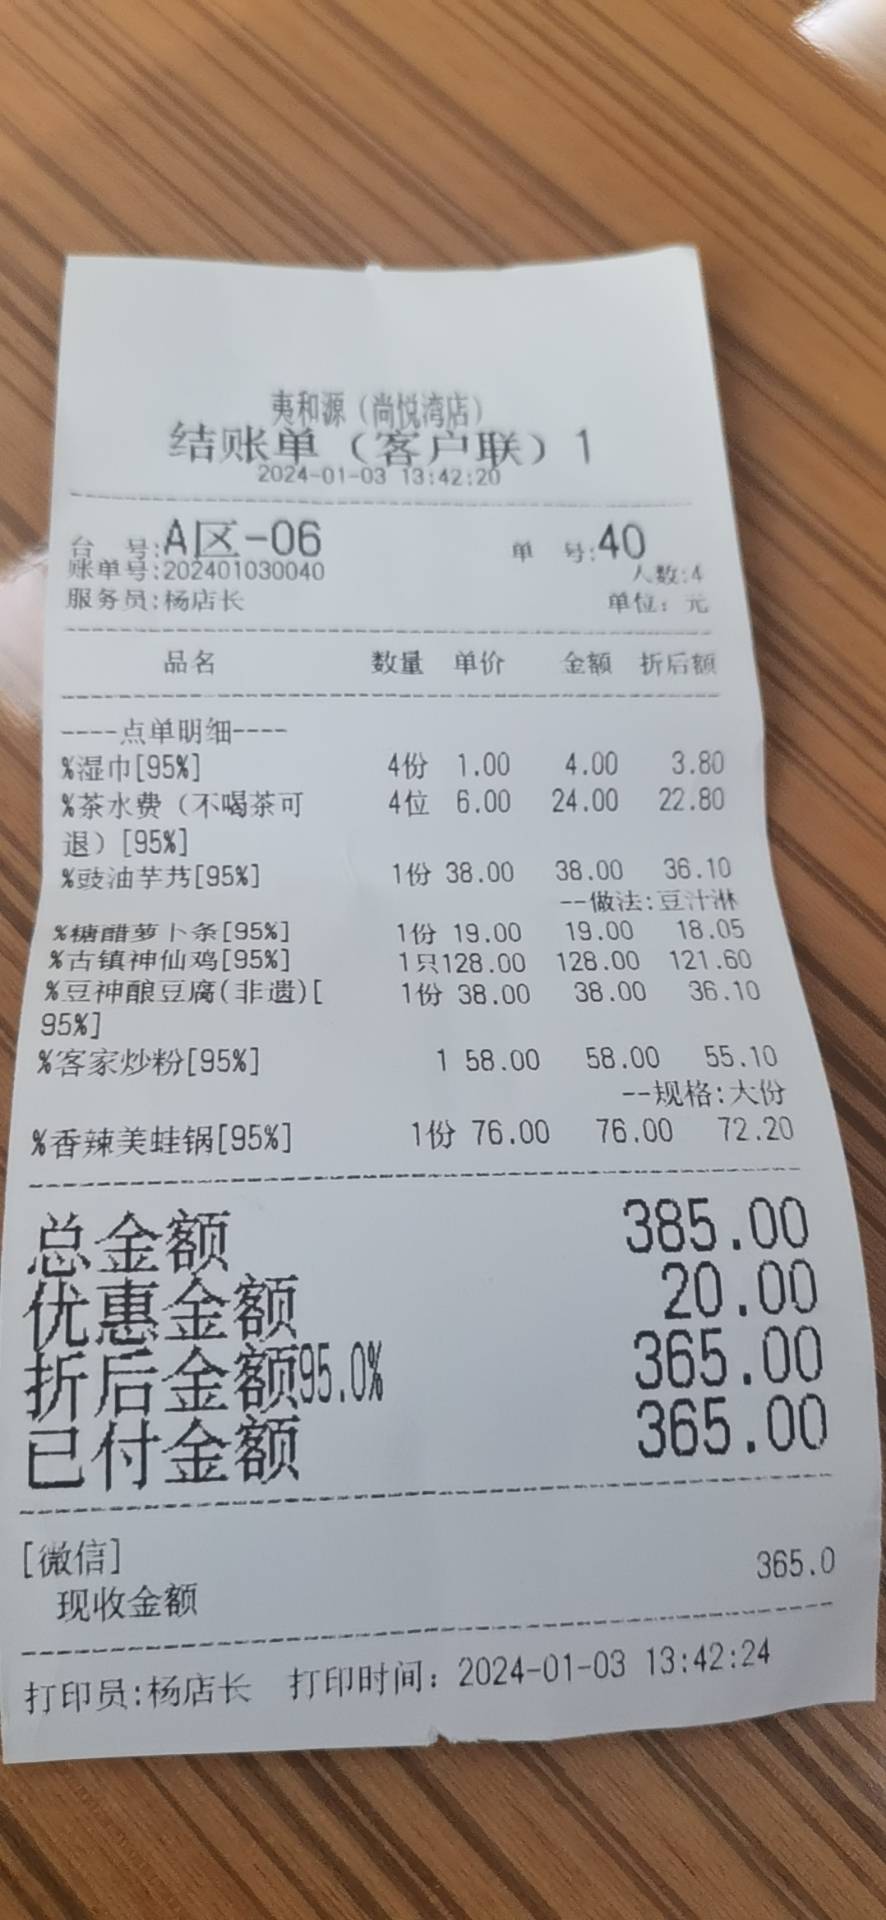 夷和源（尚悦湾店）
结账单（客户联）1
2024-01-03 13:42:20
台 号:A区-06 单 号:40
账单号:202401030040 人数:4
服务员:杨店长 单位：元
品名 数量 单价 金额 折后额
----点单明细----
%湿巾[95%] 4份 1.00 4.00 3.80
%茶水费（不喝茶可 4位 6.00 24.00 22.80
退）[95%]
%豉油芋艿[95%] 1份 38.00 38.00 36.10
--做法:豆汁淋
%糖醋萝卜条[95%] 1份 19.00 19.00 18.05
%古镇神仙鸡[95%] 1只128.00 128.00 121.60
%豆神酿豆腐(非遗)[ 1份 38.00 38.00 36.10
95%]
%客家炒粉[95%] 1 58.00 58.00 55.10
--规格:大份
%香辣美蛙锅[95%] 1份 76.00 76.00 72.20
总金额 385.00
优惠金额 20.00
折后金额95.0% 365.00
已付金额 365.00
[微信] 365.0
现收金额
打印员:杨店长 打印时间：2024-01-03 13:42:24